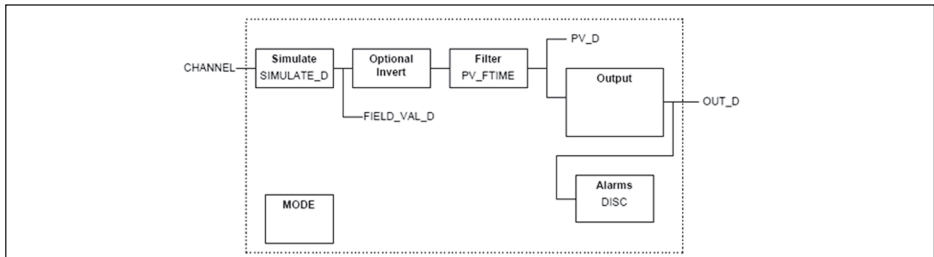 PV_D
Simulate
SIMULATE_D
Optional
Invert
Filter
PV_FTIME
CHANNEL
Output
OUT_D
FIELD_VAL_D
Alarms
DISC
MODE